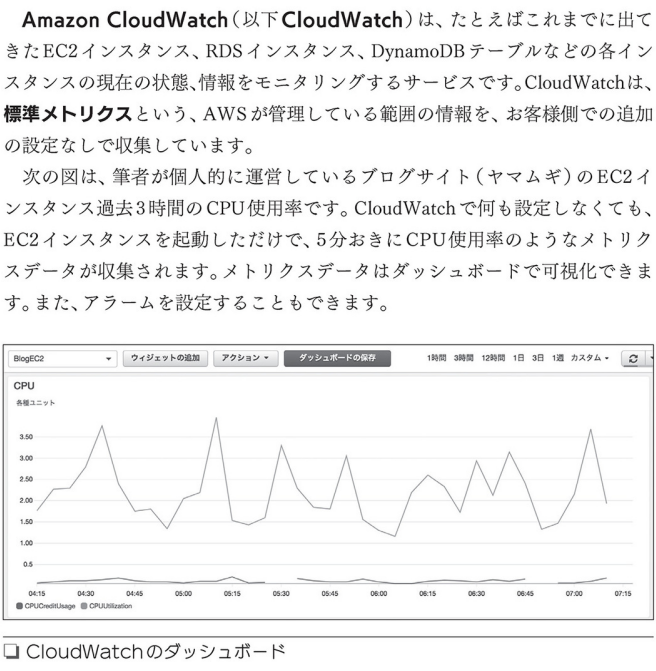 Amazon CloudWatch（以下CloudWatch）は、たとえばこれまでに出て
きたEC2インスタンス、RDSインスタンス、DynamoDBテーブルなどの各イン
スタンスの現在の状態、情報をモニタリングするサービスです。CloudWatchは、
標準メトリクスという、AWSが管理している範囲の情報を、お客様側での追加
の設定なしで収集しています。
次の図は、筆者が個人的に運営しているブログサイト（ヤマムギ）のEC2イ
ンスタンス過去3時間のCPU使用率です。CloudWatchで何も設定しなくても、
EC2インスタンスを起動しただけで、5分おきにCPU使用率のようなメトリク
スデータが収集されます。メトリクスデータはダッシュボードで可視化できま
す。また、アラームを設定することもできます。
BlogEC2 ウィジェットの追加 アクション ダッシュボードの保存 1時間 3時間 12時間 1日 3日 1週 カスタム
CPU
各種ユニット
3.50
3.00
2.50
2.00
1.50
1.00
0.5
04:15 04:30 04:45 05:00 05:15 05:30 05:45 06:00 06:15 06:30 06:45 07:00 07:15
CPUCreditUsage CPUUtilization
CloudWatchのダッシュボード